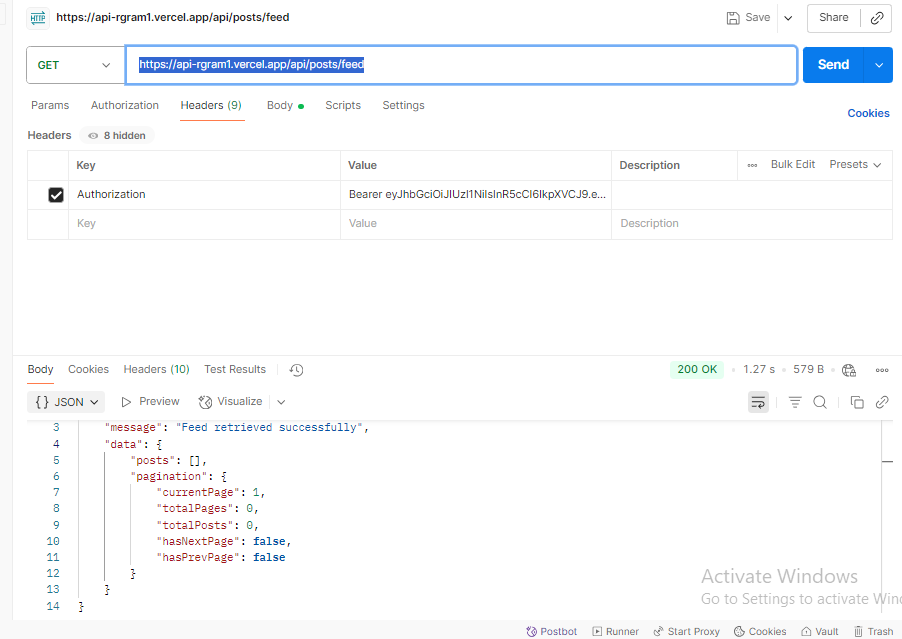 HTTP https://api-rgram1.vercel.app/api/posts/feed Save Share
GET https://api-rgram1.vercel.app/api/posts/feed Send
Params Authorization Headers (9) Body Scripts Settings
Cookies
Headers 8 hidden
Key Value Description Bulk Edit Presets
Authorization Bearer eyJhbGciOiJIUzI1NiIsInR5cCI6IkpXVCJ9.e...
Key Value Description
Body Cookies Headers (10) Test Results 200 OK 1.27 s 579 B
{} JSON Preview Visualize
3 "message": "Feed retrieved successfully",
4 "data": {
5 "posts": [],
6 "pagination": {
7 "currentPage": 1,
8 "totalPages": 0,
9 "totalPosts": 0,
10 "hasNextPage": false,
11 "hasPrevPage": false
12 }
13 }
14 }
Activate Windows
Go to Settings to activate Win
Postbot Runner Start Proxy Cookies Vault Trash